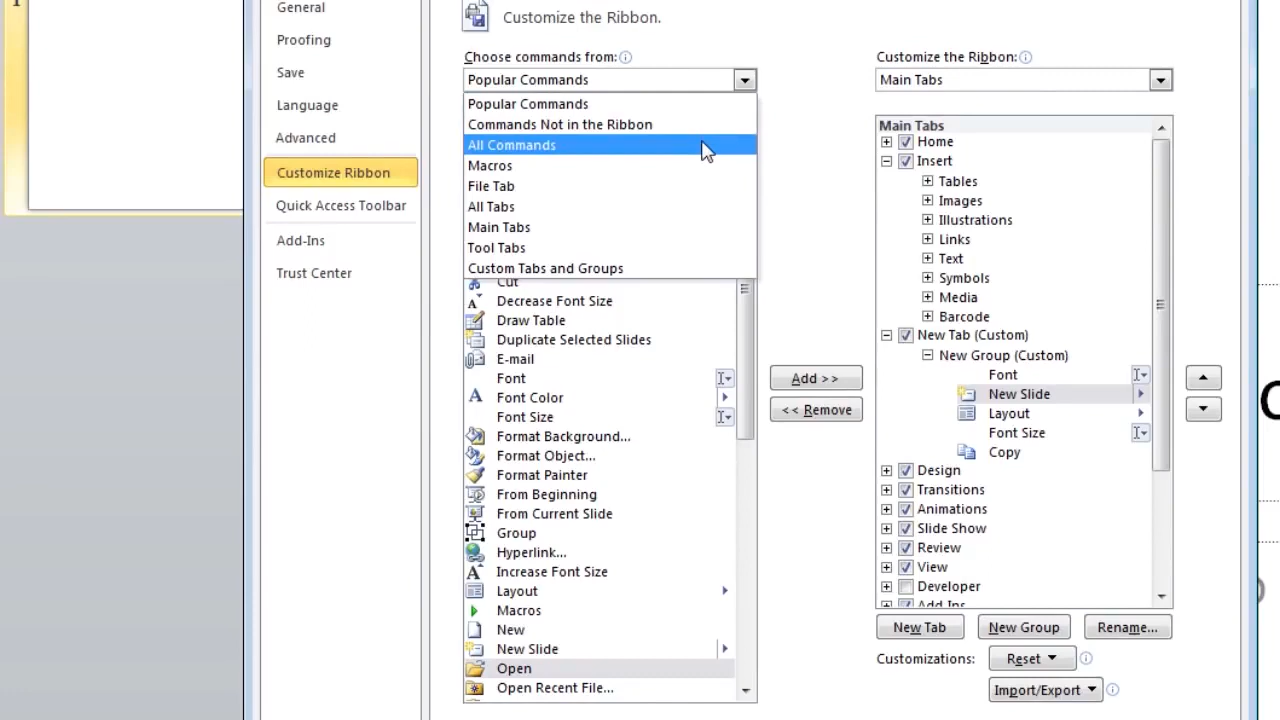 1
General
Proofing
Save
Language
Advanced
Customize Ribbon
Quick Access Toolbar
Add-Ins
Trust Center
Customize the Ribbon.
Choose commands from:
Popular Commands
Popular Commands
Commands Not in the Ribbon
All Commands
Macros
File Tab
All Tabs
Main Tabs
Tool Tabs
Custom Tabs and Groups
Cut
Decrease Font Size
Draw Table
Duplicate Selected Slides
E-mail
Font
Font Color
Font Size
Format Background...
Format Object...
Format Painter
From Beginning
From Current Slide
Group
Hyperlink...
Increase Font Size
Layout
Macros
New
New Slide
Open
Open Recent File...
Add >>
<< Remove
Customize the Ribbon:
Main Tabs
Main Tabs
Home
Insert
Tables
Images
Illustrations
Links
Text
Symbols
Media
Barcode
New Tab (Custom)
New Group (Custom)
Font
New Slide
Layout
Font Size
Copy
Design
Transitions
Animations
Slide Show
Review
View
Developer
Add-Ins
New Tab
New Group
Rename...
Customizations:
Reset
Import/Export